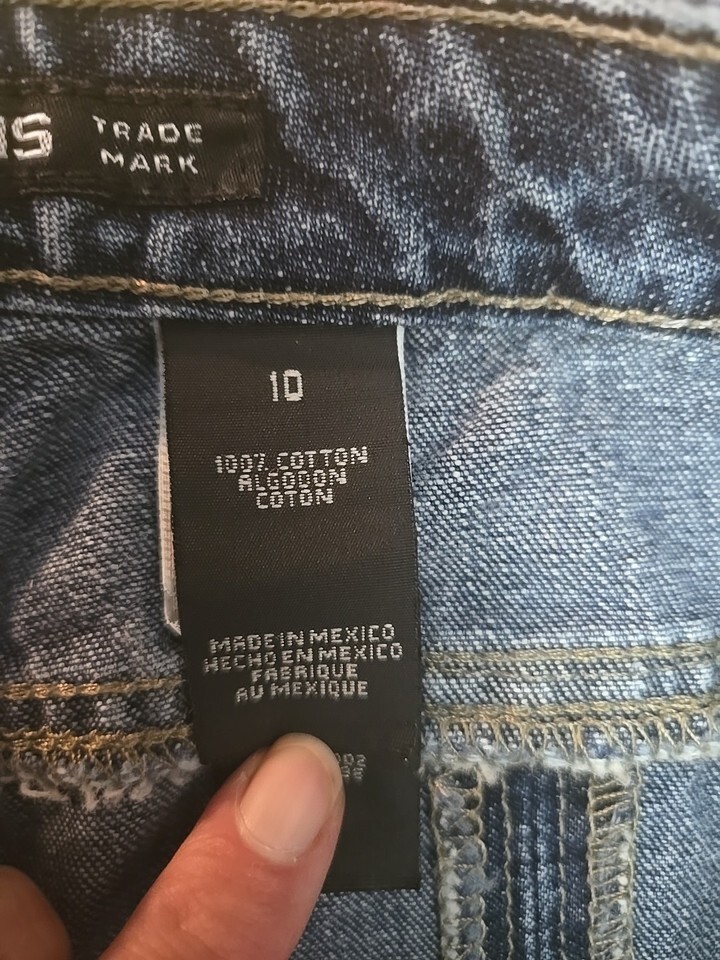 TRADE
MARK
10
100% COTTON
ALGODON
COTON
MADE IN MEXICO
HECHO EN MEXICO
FABRIQUE
AU MEXIQUE